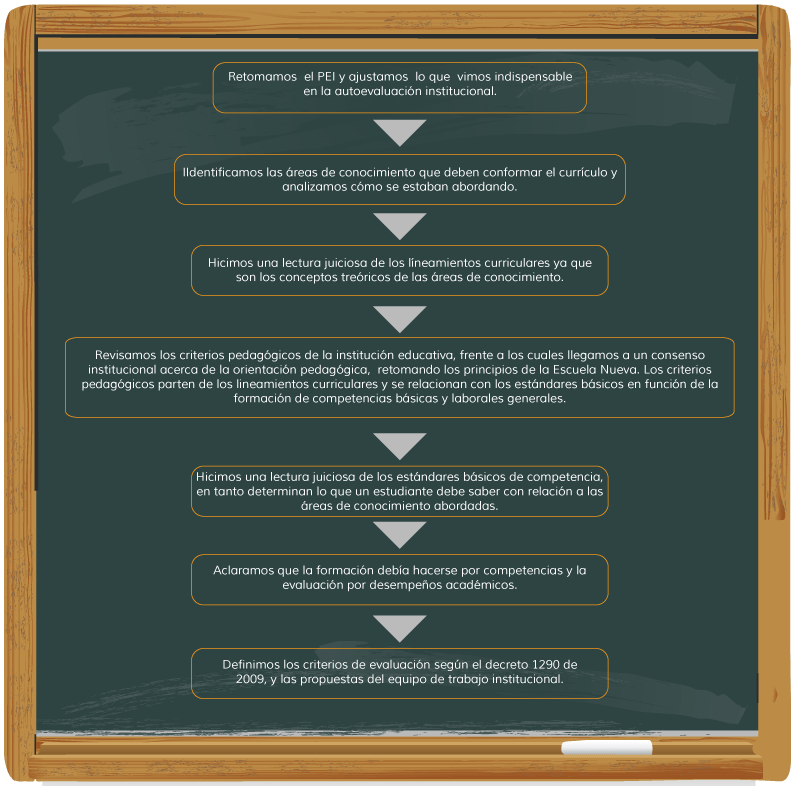 Retomamos el PEI y ajustamos lo que vimos indispensable
en la autoevaluación institucional.
IIdentificamos las áreas de conocimiento que deben conformar el currículo y
analizamos cómo se estaban abordando.
Hicimos una lectura juiciosa de los líneamientos curriculares ya que
son los conceptos treóricos de las áreas de conocimiento.
Revisamos los criterios pedagógicos de la institución educativa, frente a los cuales llegamos a un consenso
institucional acerca de la orientación pedagógica, retomando los principios de la Escuela Nueva. Los criterios
pedagógicos parten de los lineamientos curriculares y se relacionan con los estándares básicos en función de la
formación de competencias básicas y laborales generales.
Hicimos una lectura juiciosa de los estándares básicos de competencia,
en tanto determinan lo que un estudiante debe saber con relación a las
áreas de conocimiento abordadas.
Aclaramos que la formación debía hacerse por competencias y la
evaluación por desempeños académicos.
Definimos los criterios de evaluación según el decreto 1290 de
2009, y las propuestas del equipo de trabajo institucional.